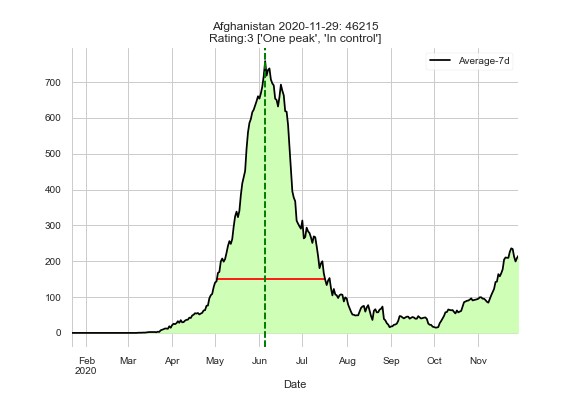 Afghanistan 2020-11-29: 46215
Rating:3 ['One peak', 'In control']
Average-7d
700
600
500
400
300
200
100
0
Feb Mar Apr May Jun Jul Aug Sep Oct Nov
2020
Date